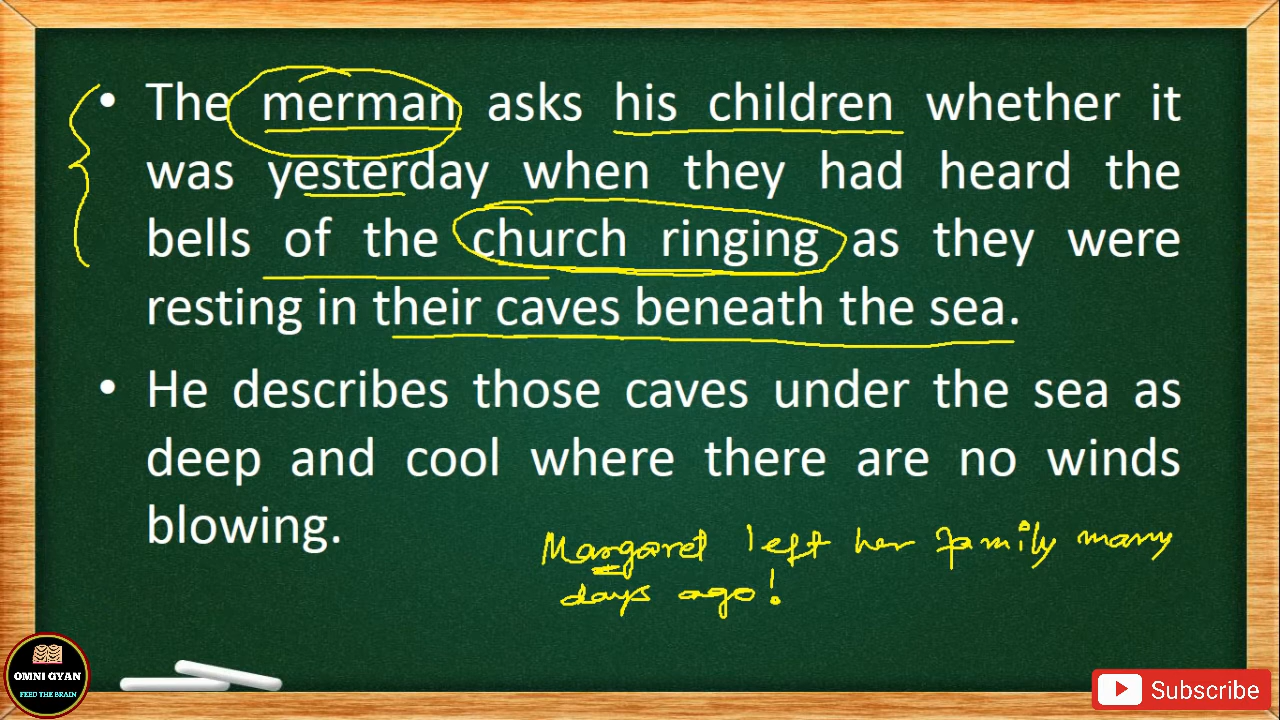 • The merman asks his children whether it
was yesterday when they had heard the
bells of the church ringing as they were
resting in their caves beneath the sea.
• He describes those caves under the sea as
deep and cool where there are no winds
blowing.
Margaret left her family many
days ago!
OMNI GYAN
FEED THE BRAIN
Subscribe